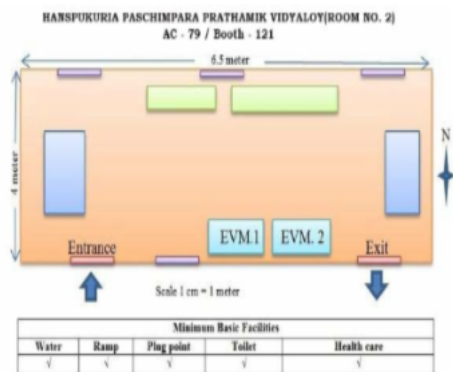 HANSPUKURIA PASCHIMPARA PRATHAMIK VIDYALOY(ROOM NO. 2)
AC - 79 / Booth - 121
6.5 meter
4 meter
N
EVM.1 EVM. 2
Entrance Exit
Scale 1 cm = 1 meter
Minimum Basic Facilities
Water Ramp Plug point Toilet Health care
√ √ √ √ √